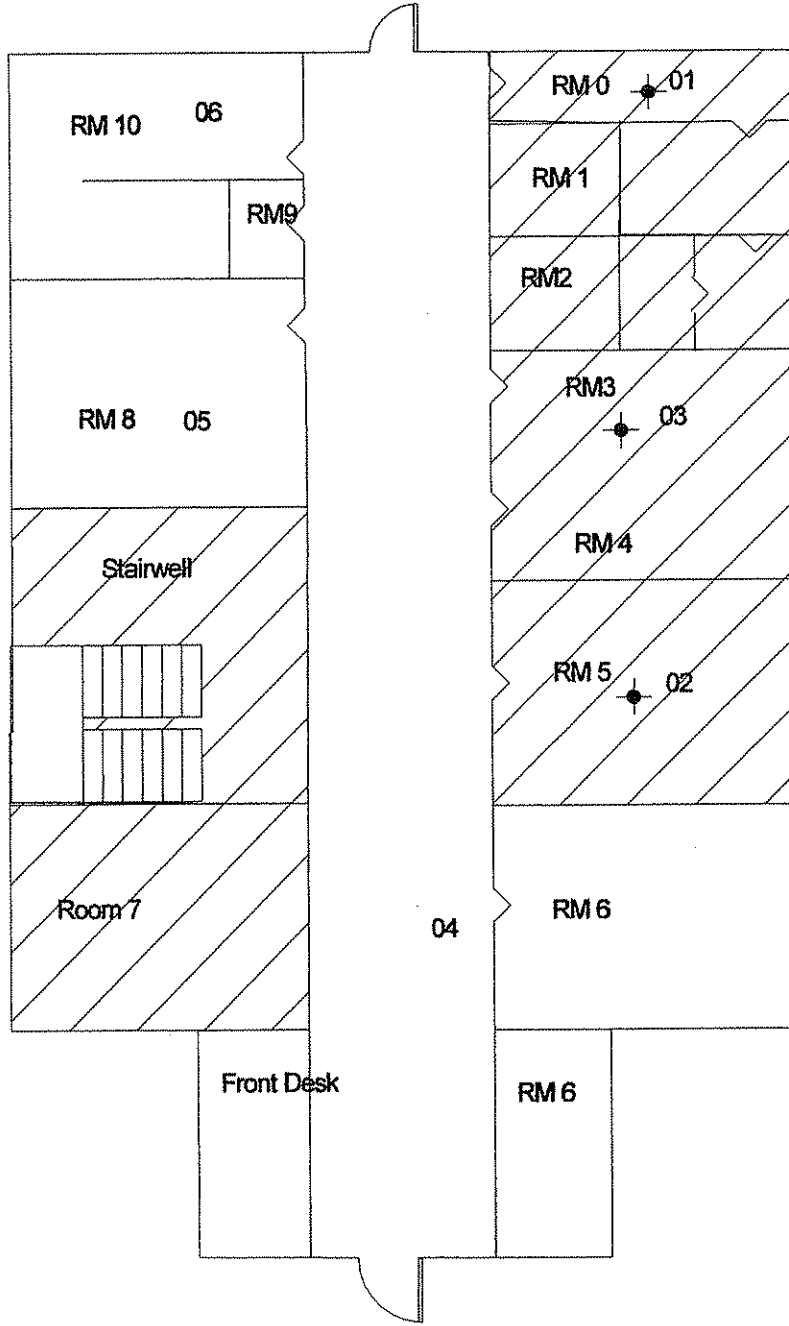 RM 10 06
RM 0 01
RM9
RM 1
RM2
RM 8 05
RM3 03
Stairwell
RM 4
RM 5 02
Room 7
04
RM 6
Front Desk
RM 6